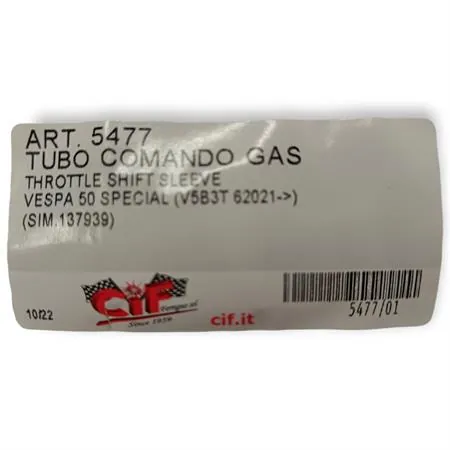 ART. 5477
TUBO COMANDO GAS
THROTTLE SHIFT SLEEVE
VESPA 50 SPECIAL (V5B3T 62021->)
(SIM.137939)
CiF
Since 1959
10/22
cif.it
5477/01